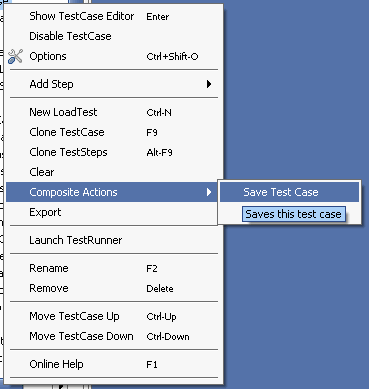 Show TestCase Editor Enter
Disable TestCase
Options Ctrl+Shift-O
Add Step
New LoadTest Ctrl-N
Clone TestCase F9
Clone TestSteps Alt-F9
Clear
Composite Actions Save Test Case
Export Saves this test case
Launch TestRunner
Rename F2
Remove Delete
Move TestCase Up Ctrl-Up
Move TestCase Down Ctrl-Down
Online Help F1